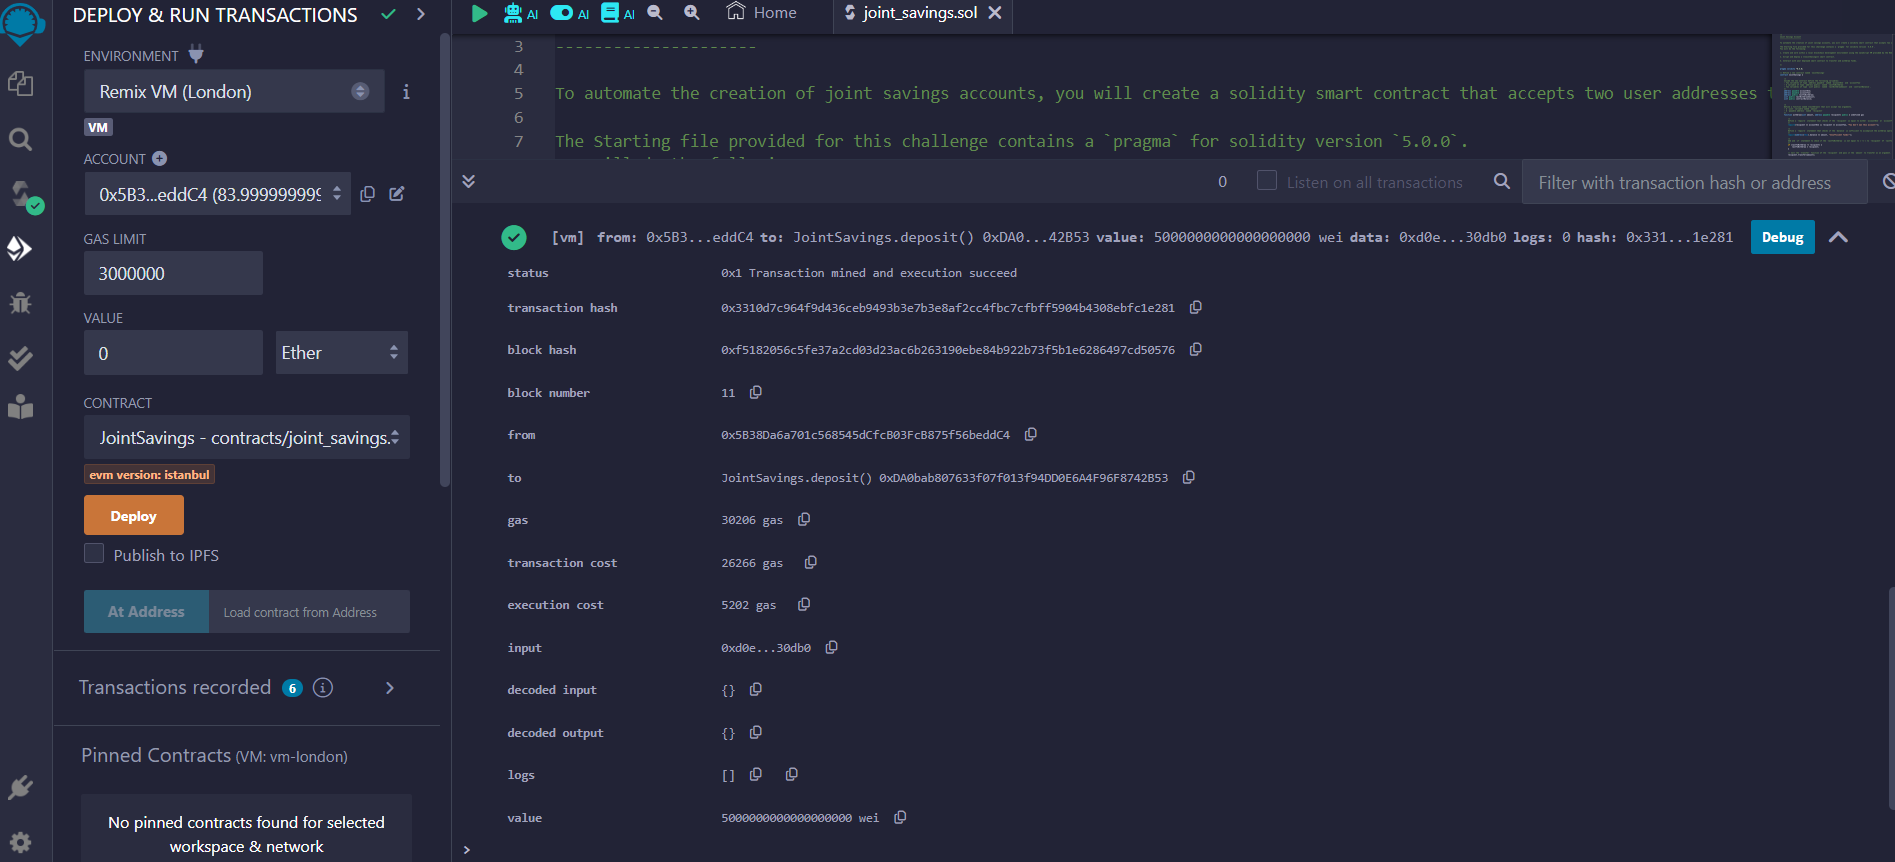 DEPLOY & RUN TRANSACTIONS
ENVIRONMENT
Remix VM (London)
VM
ACCOUNT
0x5B3...eddC4 (83.999999999
GAS LIMIT
3000000
VALUE
0
Ether
CONTRACT
JointSavings - contracts/joint_savings.
evm version: istanbul
Deploy
Publish to IPFS
At Address
Load contract from Address
Transactions recorded 6
Pinned Contracts (VM: vm-london)
No pinned contracts found for selected
workspace & network
AI AI AI
Home
joint_savings.sol
3 ---------------------
4
5 To automate the creation of joint savings accounts, you will create a solidity smart contract that accepts two user addresses
6
7 The Starting file provided for this challenge contains a `pragma` for solidity version `5.0.0`.
0
Listen on all transactions
Filter with transaction hash or address
[vm] from: 0x5B3...eddC4 to: JointSavings.deposit() 0xDA0...42B53 value: 5000000000000000000 wei data: 0xd0e...30db0 logs: 0 hash: 0x331...1e281
Debug
status 0x1 Transaction mined and execution succeed
transaction hash 0x3310d7c964f9d436ceb9493b3e7b3e8af2cc4fbc7cfbff5904b4308ebfc1e281
block hash 0xf5182056c5fe37a2cd03d23ac6b263190ebe84b922b73f5b1e6286497cd50576
block number 11
from 0x5B38Da6a701c568545dCfcB03FcB875f56beddC4
to JointSavings.deposit() 0xDA0bab807633f07f013f94DD0E6A4F96F8742B53
gas 30206 gas
transaction cost 26266 gas
execution cost 5202 gas
input 0xd0e...30db0
decoded input {}
decoded output {}
logs []
value 5000000000000000000 wei
>